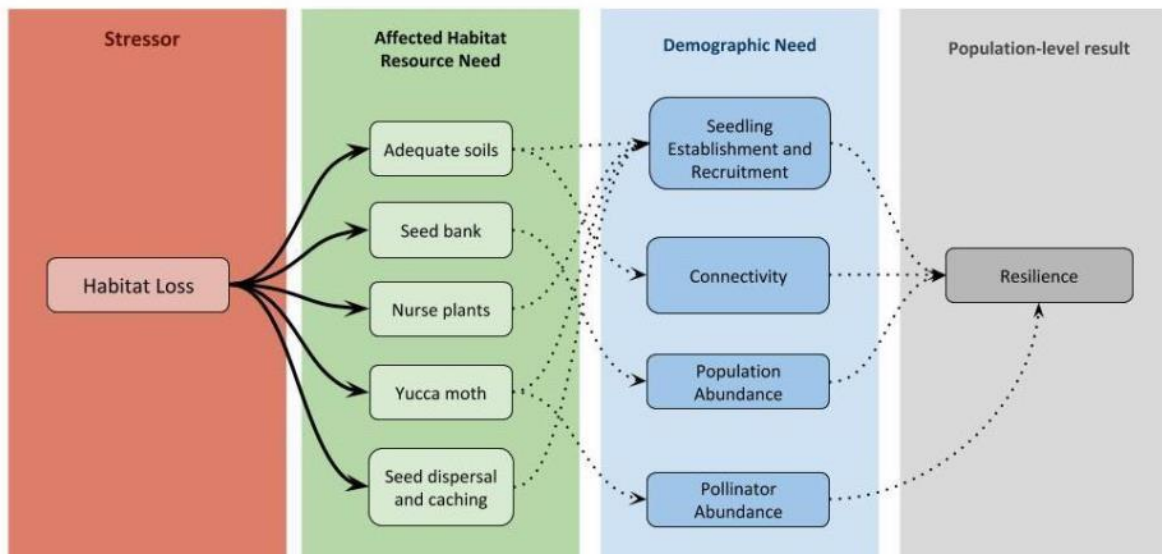 Stressor
Affected Habitat
Resource Need
Demographic Need
Population-level result
Habitat Loss
Adequate soils
Seed bank
Nurse plants
Yucca moth
Seed dispersal
and caching
Seedling
Establishment and
Recruitment
Connectivity
Population
Abundance
Pollinator
Abundance
Resilience